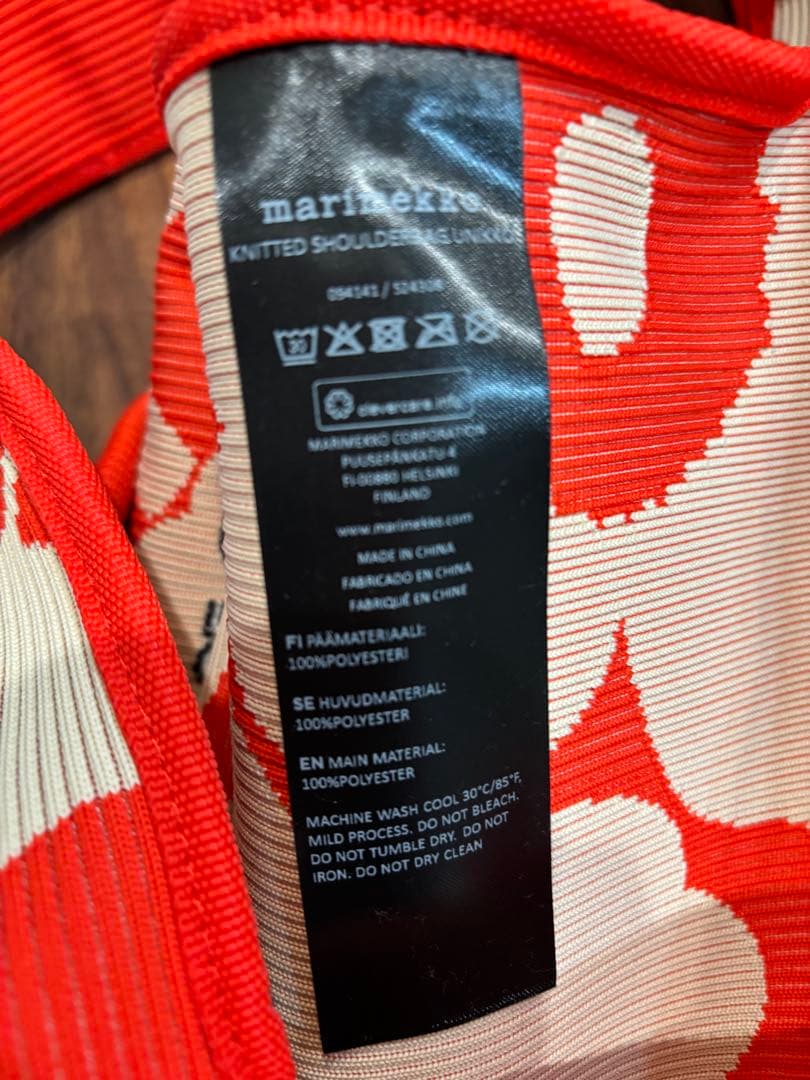 marimekko
KNITTED SHOULDERBAG UNIKKO
094141 /
30
clevercare.info
MARIMEKKO CORPORATION
PUUSEPÄNKATU 4
FI-00880 HELSINKI
FINLAND
www.marimekko.com
MADE IN CHINA
FABRICADO EN CHINA
FABRIQUÉ EN CHINE
FI PÄÄMATERIAALI:
100%POLYESTERI
SE HUVUDMATERIAL:
100%POLYESTER
EN MAIN MATERIAL:
100%POLYESTER
MACHINE WASH COOL 30°C/85°F,
MILD PROCESS. DO NOT BLEACH.
DO NOT TUMBLE DRY. DO NOT
IRON. DO NOT DRY CLEAN